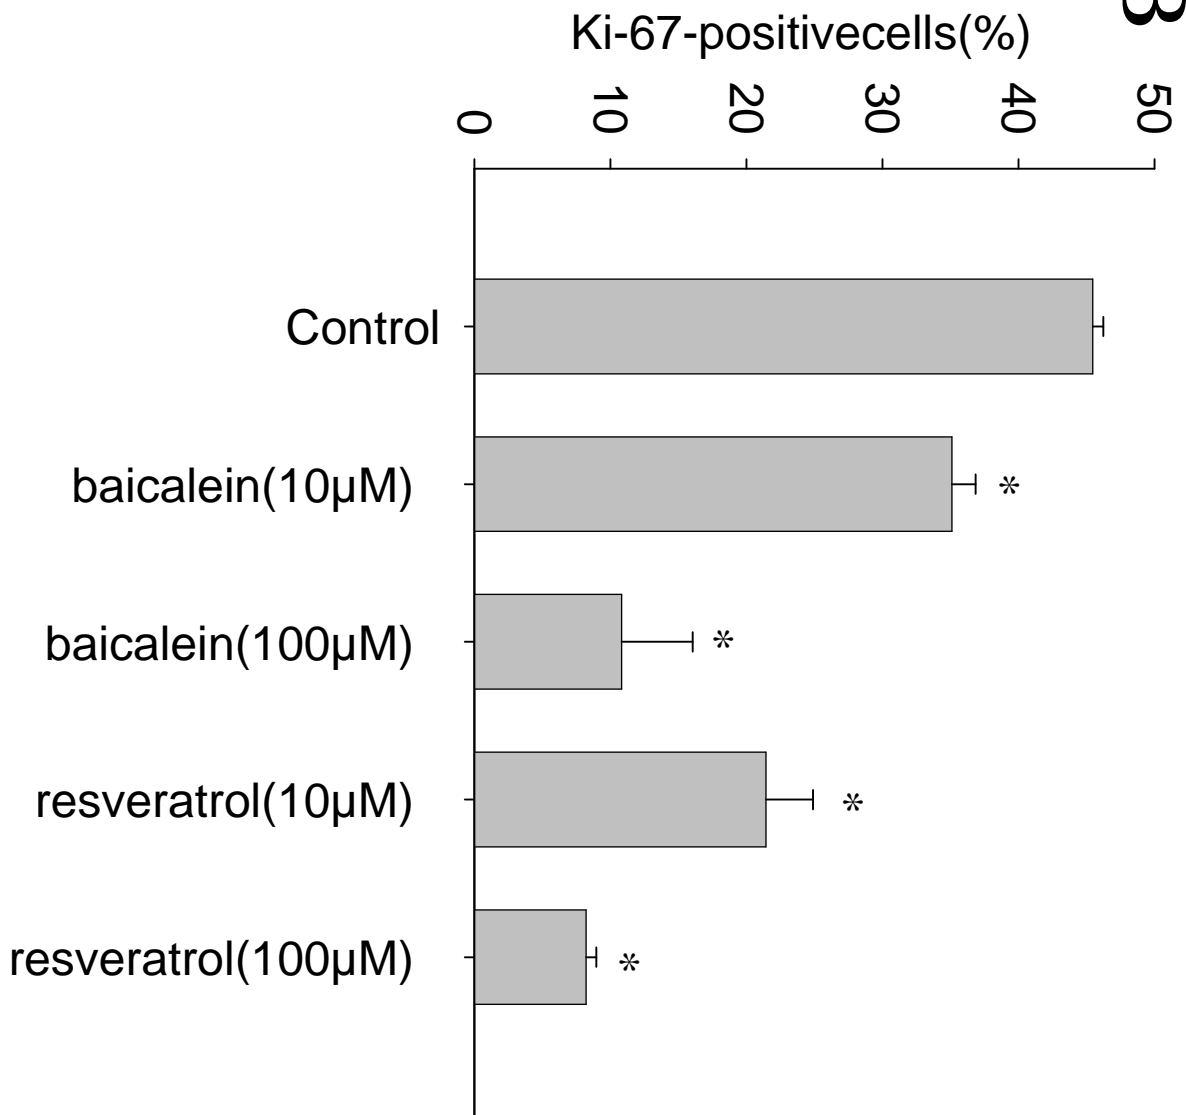 B
Ki-67-positivecells(%)
0
10
20
30
40
50
Control
baicalein(10μM)
*
baicalein(100μM)
*
resveratrol(10μM)
*
resveratrol(100μM)
*